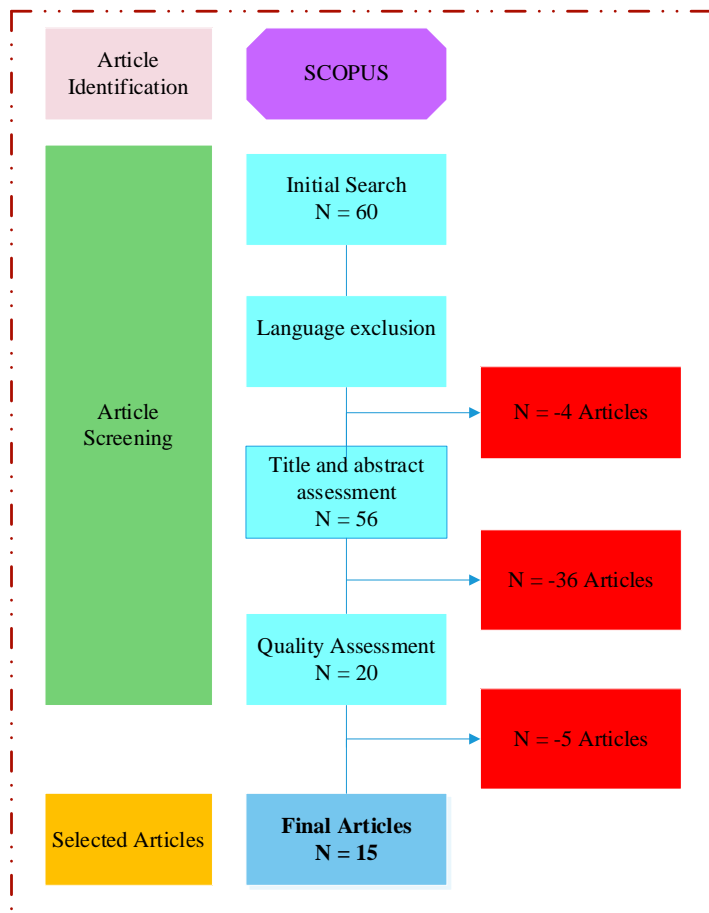 Article
Identification
SCOPUS
Initial Search
N = 60
Language exclusion
N = -4 Articles
Article
Screening
Title and abstract
assessment
N = 56
N = -36 Articles
Quality Assessment
N = 20
N = -5 Articles
Selected Articles
Final Articles
N = 15